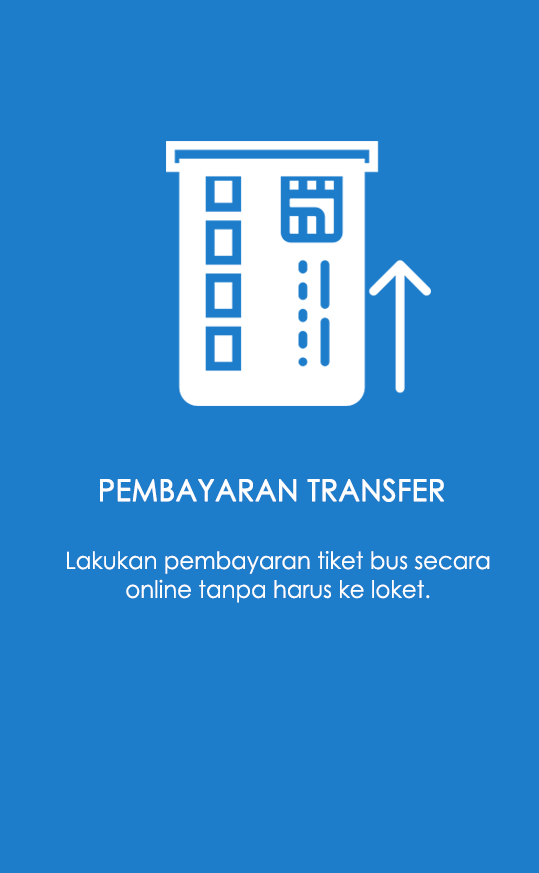 PEMBAYARAN TRANSFER
Lakukan pembayaran tiket bus secara
online tanpa harus ke loket.